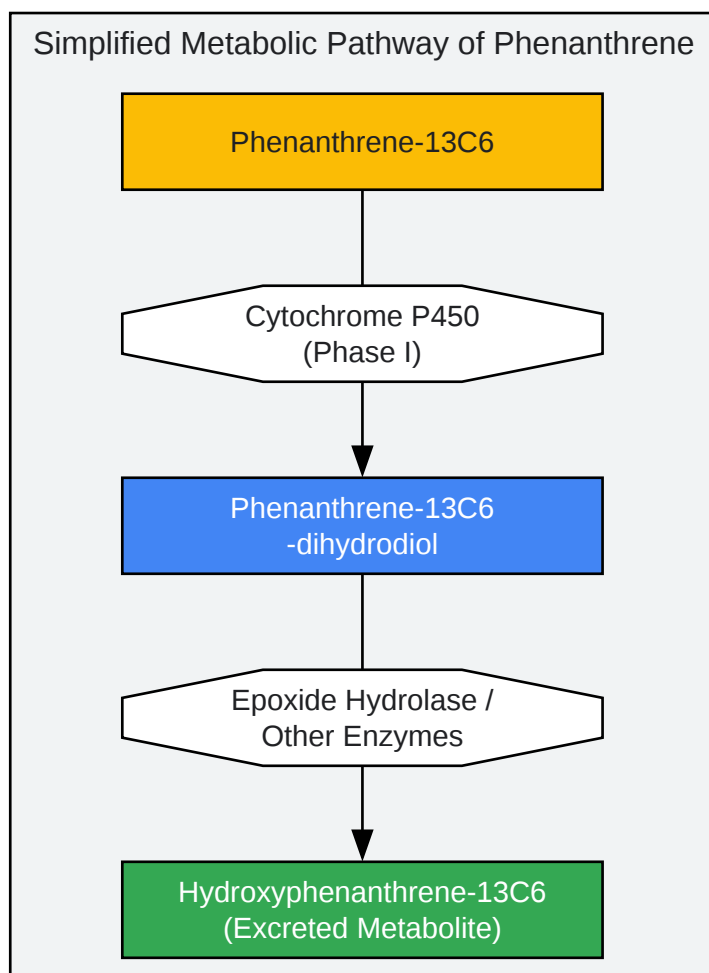 Simplified Metabolic Pathway of Phenanthrene
Phenanthrene-13C6
Cytochrome P450
(Phase I)
Phenanthrene-13C6
-dihydrodiol
Epoxide Hydrolase /
Other Enzymes
Hydroxyphenanthrene-13C6
(Excreted Metabolite)